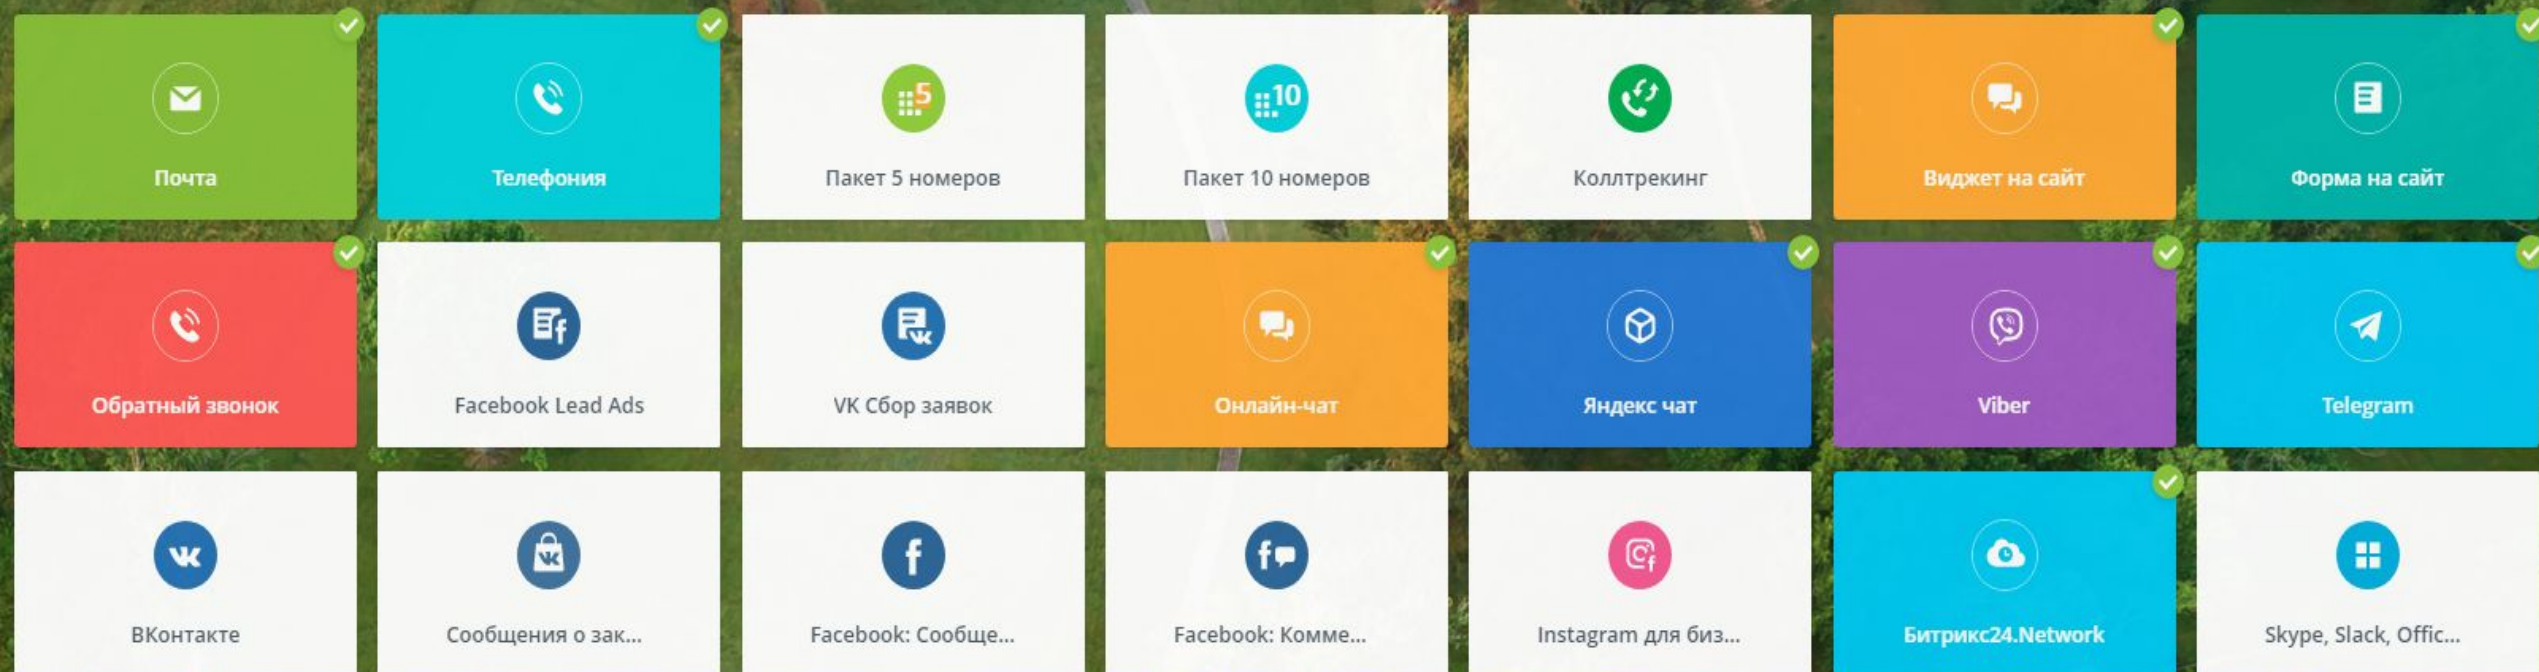 Почта
Телефония
5
Пакет 5 номеров
10
Пакет 10 номеров
Коллтрекинг
Виджет на сайт
Форма на сайт
Обратный звонок
Facebook Lead Ads
VK Сбор заявок
Онлайн-чат
Яндекс чат
Viber
Telegram
ВКонтакте
Сообщения о зак...
Facebook: Сообще...
Facebook: Комме...
Instagram для биз...
Битрикс24.Network
Skype, Slack, Offic...